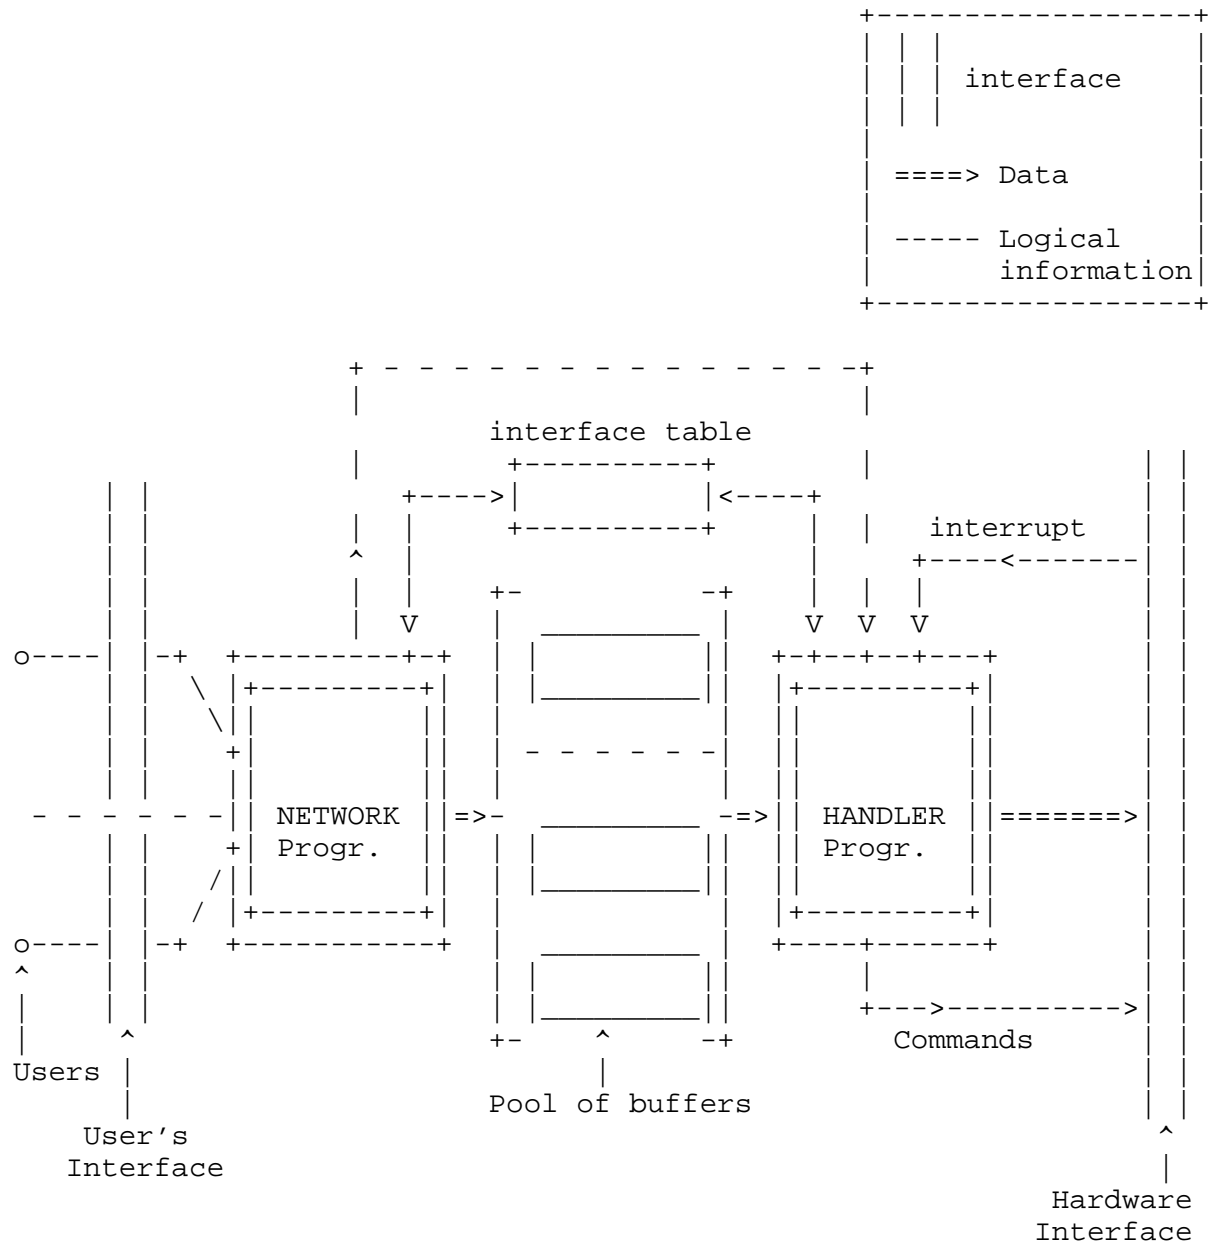 interface
====> Data
----- Logical
information
interface table
interrupt
NETWORK
Progr.
HANDLER
Progr.
Commands
Users
Pool of buffers
User's
Interface
Hardware
Interface